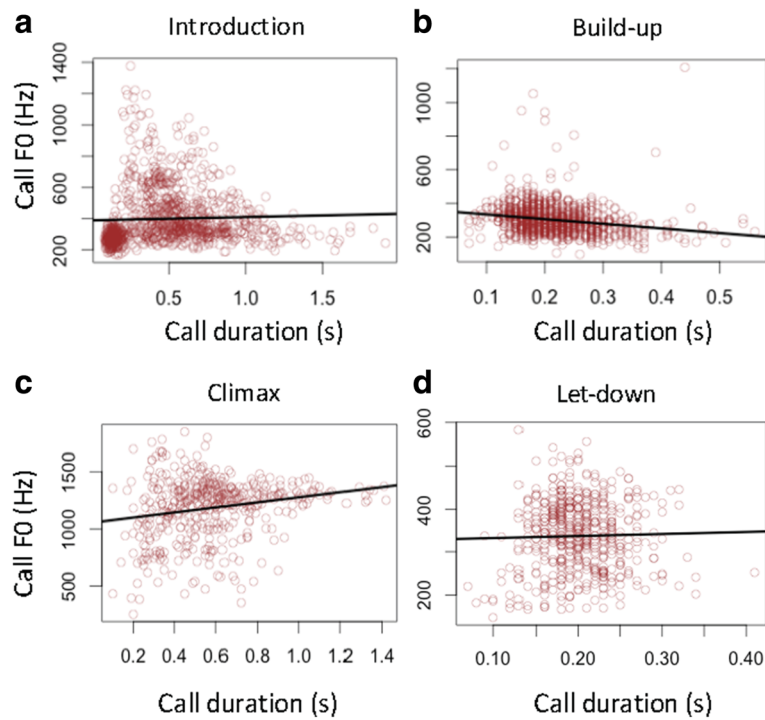 a Introduction
Call F0 (Hz)
1400
1000
600
200
0.5 1.0 1.5
Call duration (s)
b Build-up
1000
600
200
0.1 0.2 0.3 0.4 0.5
Call duration (s)
c Climax
Call F0 (Hz)
1500
1000
500
0.2 0.4 0.6 0.8 1.0 1.2 1.4
Call duration (s)
d Let-down
600
400
200
0.10 0.20 0.30 0.40
Call duration (s)